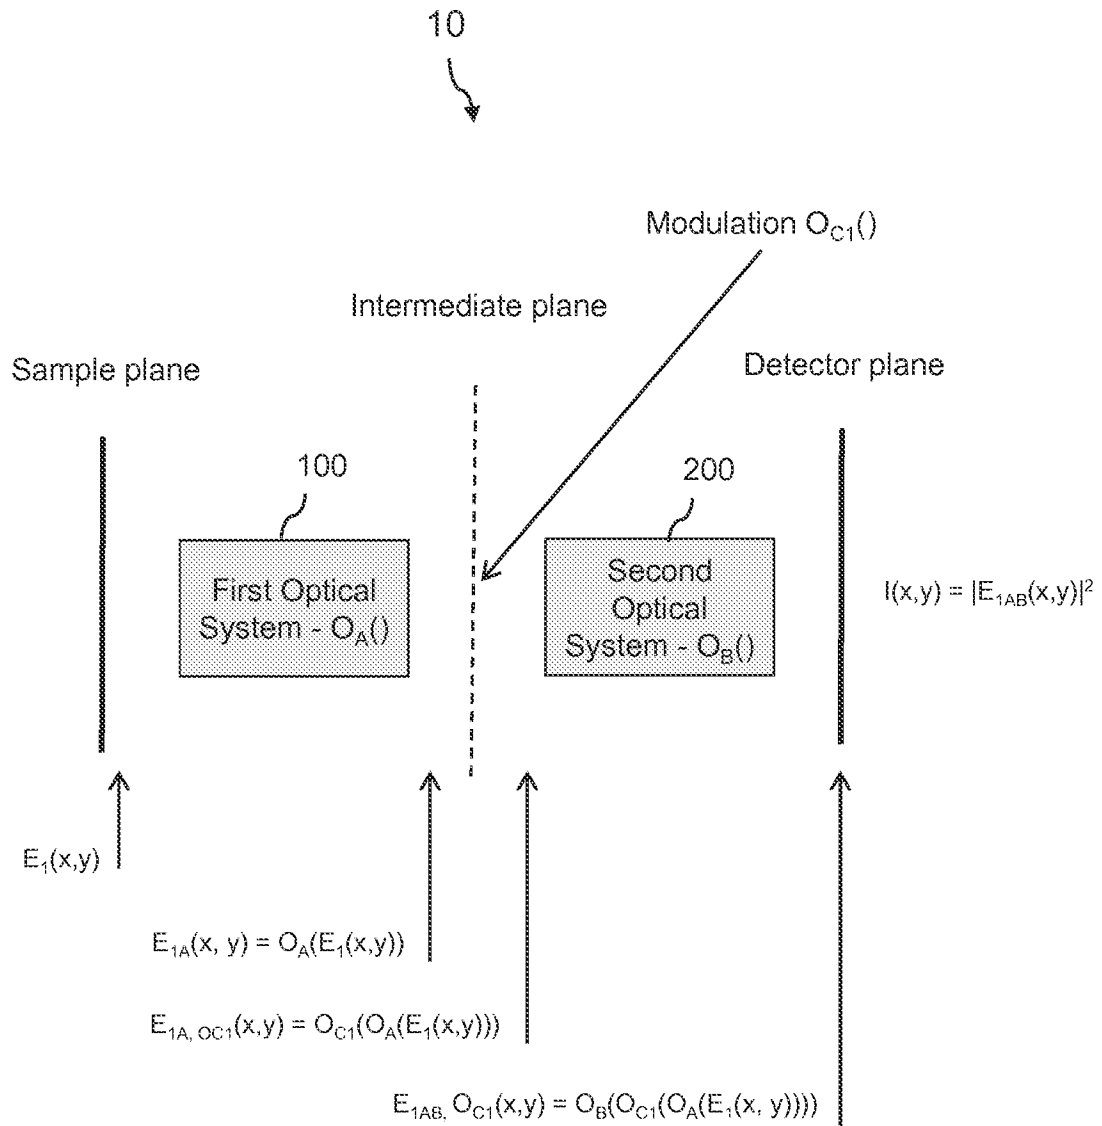 10
Modulation O_C1()
Intermediate plane
Sample plane
Detector plane
100
200
First Optical
System - O_A()
Second
Optical
System - O_B()
I(x,y) = |E_1AB(x,y)|²
E_1(x,y)
E_1A(x, y) = O_A(E_1(x,y))
E_1A, OC1(x,y) = O_C1(O_A(E_1(x,y)))
E_1AB, O_C1(x,y) = O_B(O_C1(O_A(E_1(x, y))))